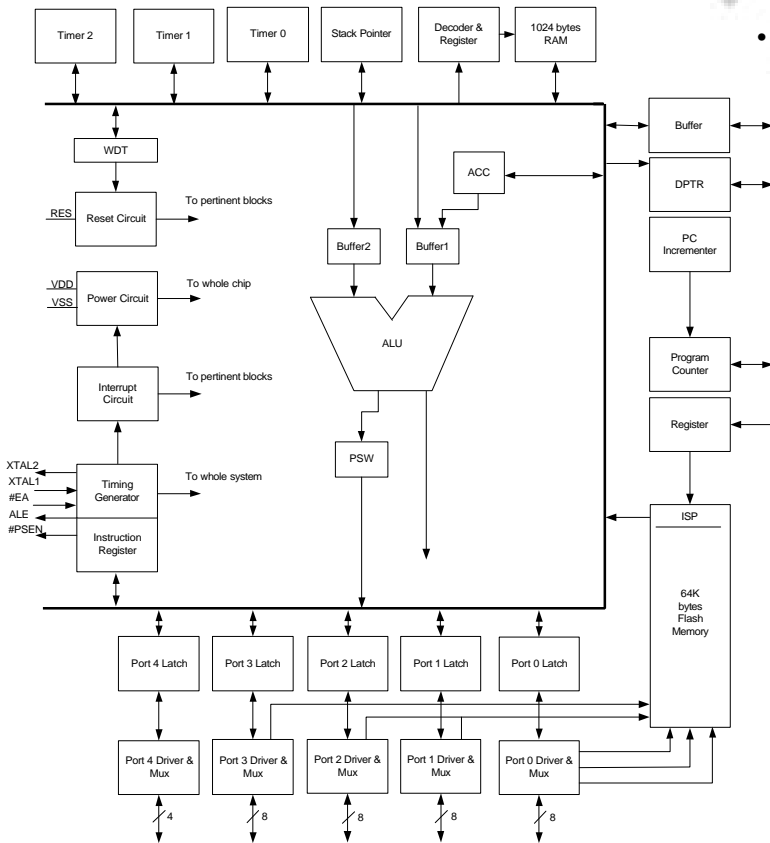 Timer 2
Timer 1
Timer 0
Stack Pointer
Decoder &
Register
1024 bytes
RAM
WDT
RES
Reset Circuit
To pertinent blocks
ACC
Buffer
DPTR
Buffer2
Buffer1
PC
Incrementer
VDD
VSS
Power Circuit
To whole chip
ALU
Program
Counter
Interrupt
Circuit
To pertinent blocks
Register
PSW
XTAL2
XTAL1
#EA
ALE
#PSEN
Timing
Generator
To whole system
Instruction
Register
ISP
64K
bytes
Flash
Memory
Port 4 Latch
Port 3 Latch
Port 2 Latch
Port 1 Latch
Port 0 Latch
Port 4 Driver &
Mux
Port 3 Driver &
Mux
Port 2 Driver &
Mux
Port 1 Driver &
Mux
Port 0 Driver &
Mux
4
8
8
8
8